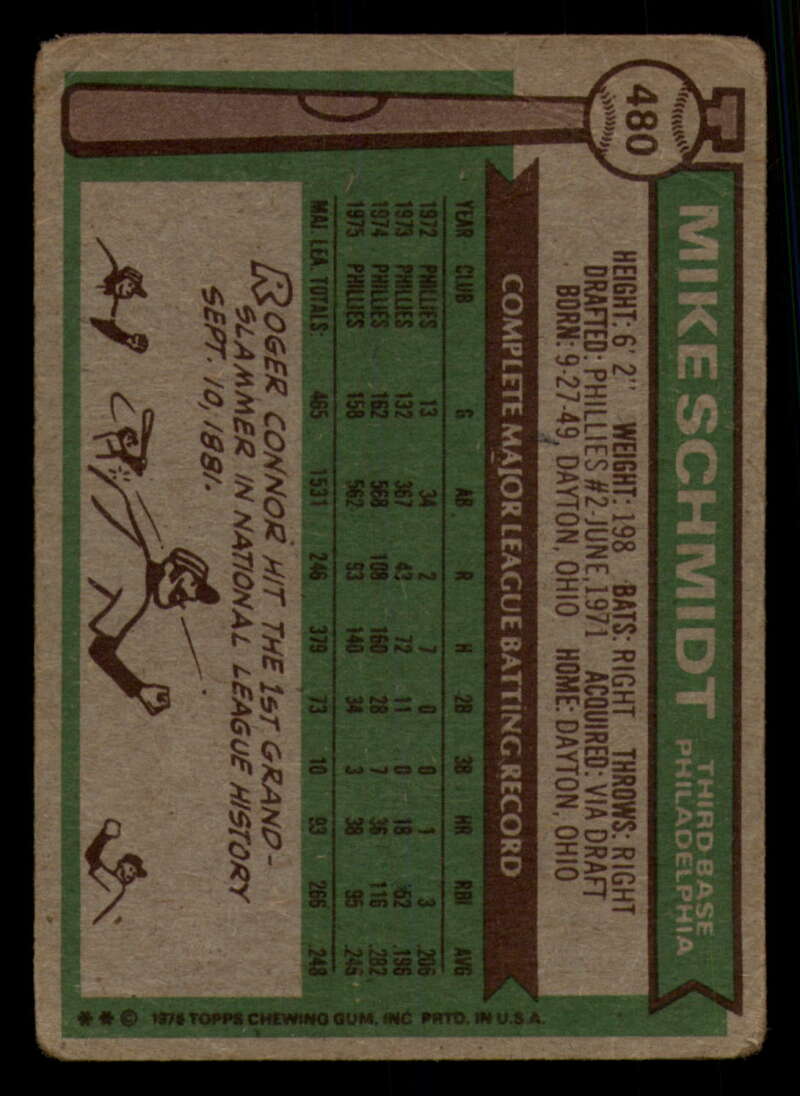 480
MIKE SCHMIDT
THIRD BASE
PHILADELPHIA
HEIGHT: 6' 2" WEIGHT: 198 BATS: RIGHT THROWS: RIGHT
DRAFTED: PHILLIES #2-JUNE, 1971 ACQUIRED: VIA DRAFT
BORN: 9-27-49 DAYTON, OHIO HOME: DAYTON, OHIO
COMPLETE MAJOR LEAGUE BATTING RECORD
YEAR CLUB G AB R H 2B 3B HR RBI AVG
1972 PHILLIES 13 34 2 7 0 0 1 3 .206
1973 PHILLIES 132 367 43 72 11 0 18 52 .196
1974 PHILLIES 162 568 108 160 28 7 36 116 .282
1975 PHILLIES 158 562 93 140 34 3 38 95 .249
MAJ. LEA. TOTALS: 465 1531 246 379 73 10 93 266 .248
ROGER CONNOR HIT THE 1ST GRAND-
SLAMMER IN NATIONAL LEAGUE HISTORY
SEPT. 10, 1881.
* * © 1976 TOPPS CHEWING GUM, INC PRTD. IN U.S.A.